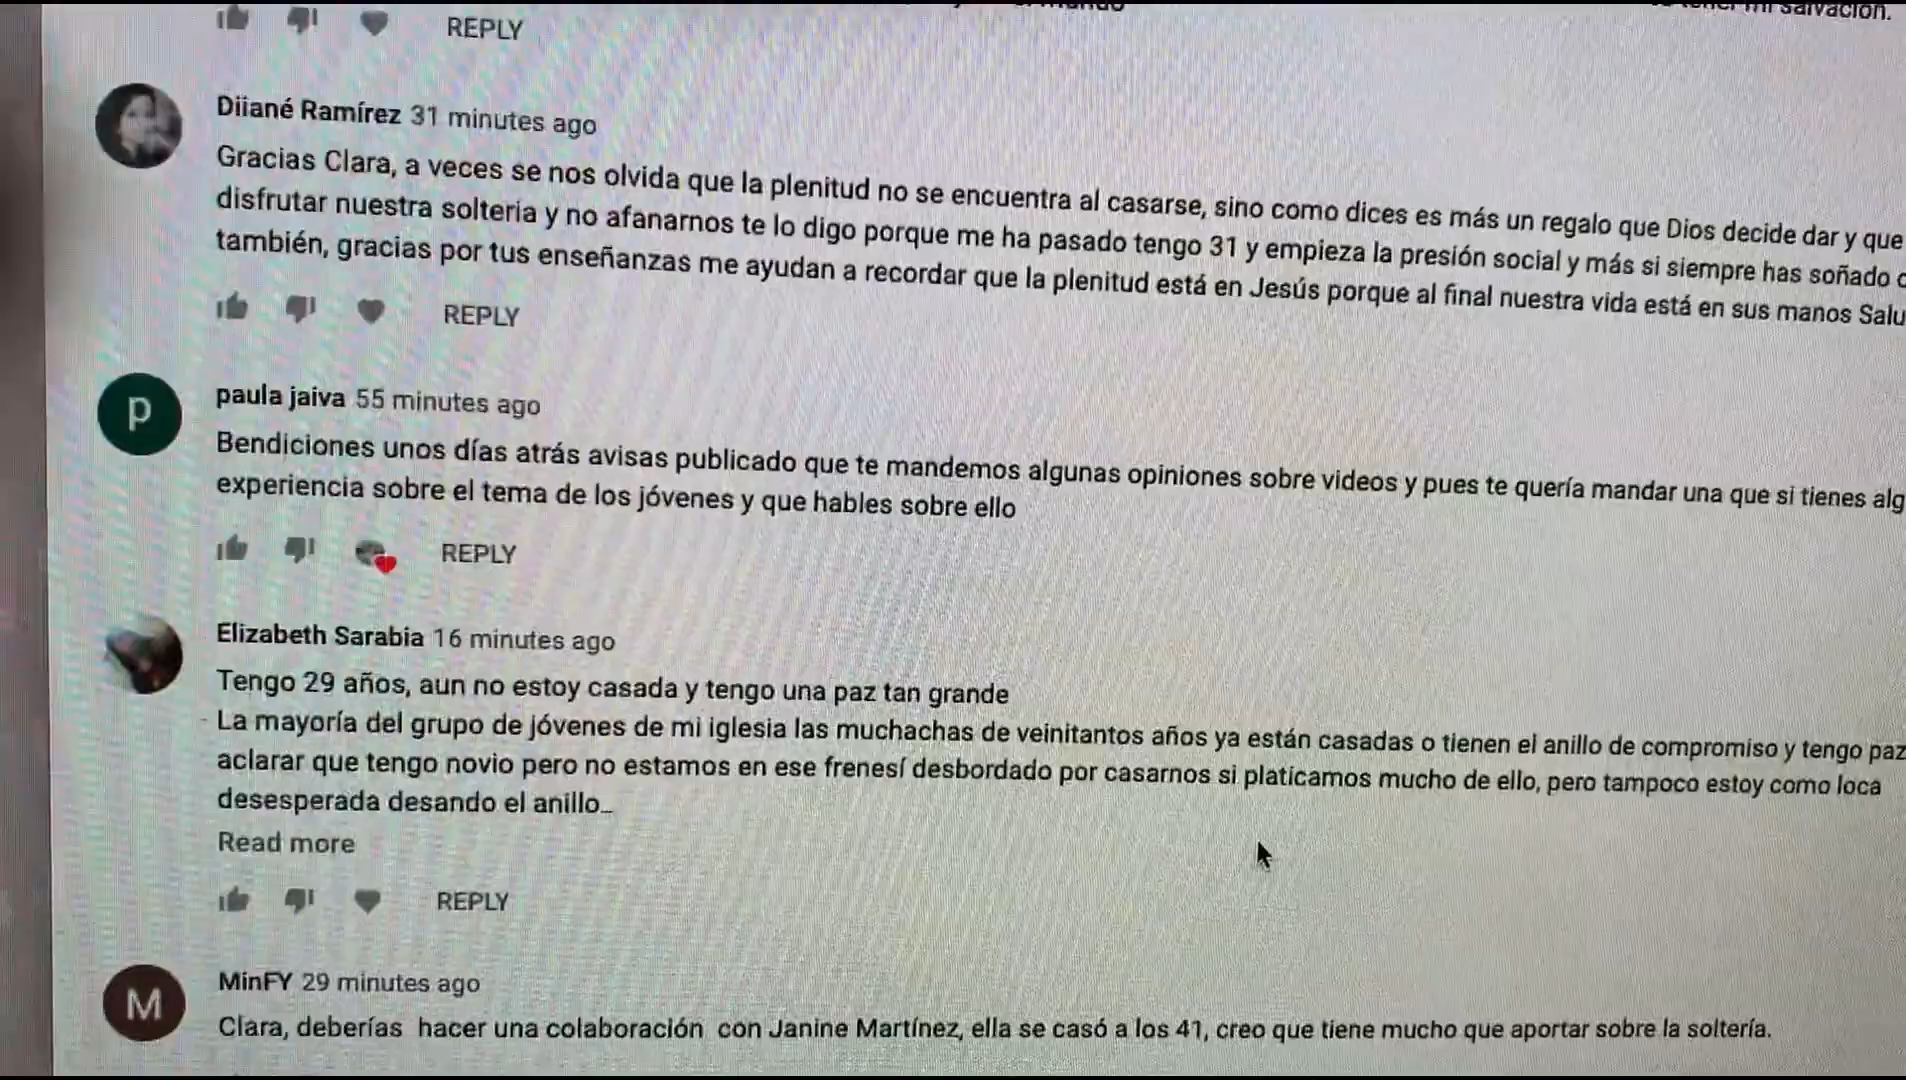 mundo
mi salvación.
REPLY
Diiané Ramírez 31 minutes ago
Gracias Clara, a veces se nos olvida que la plenitud no se encuentra al casarse, sino como dices es más un regalo que Dios decide dar y que
disfrutar nuestra solteria y no afanarnos te lo digo porque me ha pasado tengo 31 y empieza la presión social y más si siempre has soñado
también, gracias por tus enseñanzas me ayudan a recordar que la plenitud está en Jesús porque al final nuestra vida está en sus manos Salu
REPLY
P
paula jaiva 55 minutes ago
Bendiciones unos días atrás avisas publicado que te mandemos algunas opiniones sobre videos y pues te quería mandar una que si tienes alg
experiencia sobre el tema de los jóvenes y que hables sobre ello
REPLY
Elizabeth Sarabia 16 minutes ago
Tengo 29 años, aun no estoy casada y tengo una paz tan grande
La mayoría del grupo de jóvenes de mi iglesia las muchachas de veinitantos años ya están casadas o tienen el anillo de compromiso y tengo paz
aclarar que tengo novio pero no estamos en ese frenesí desbordado por casarnos si platicamos mucho de ello, pero tampoco estoy como loca
desesperada desando el anillo...
Read more
REPLY
M
MinFY 29 minutes ago
Clara, deberías hacer una colaboración con Janine Martínez, ella se casó a los 41, creo que tiene mucho que aportar sobre la soltería.